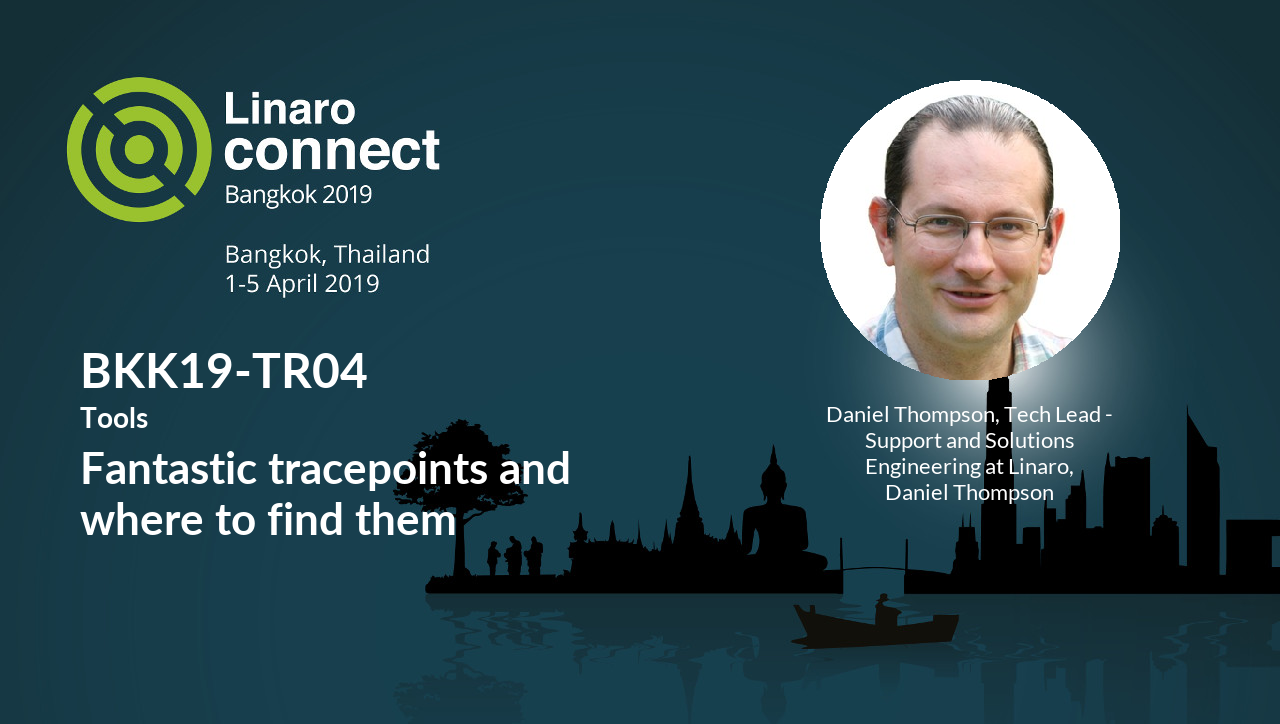 Linaro
connect
Bangkok 2019
Bangkok, Thailand
1-5 April 2019
BKK19-TR04
Tools
Fantastic tracepoints and
where to find them
Daniel Thompson, Tech Lead -
Support and Solutions
Engineering at Linaro,
Daniel Thompson